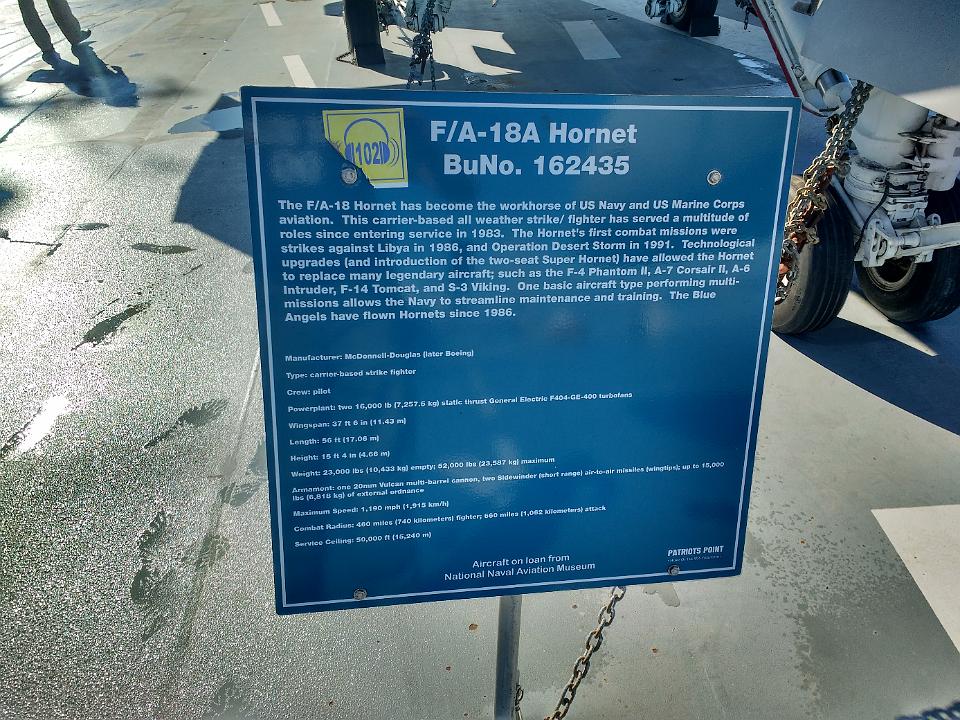 102
F/A-18A Hornet
BuNo. 162435
The F/A-18 Hornet has become the workhorse of US Navy and US Marine Corps
aviation. This carrier-based all weather strike/ fighter has served a multitude of
roles since entering service in 1983. The Hornet's first combat missions were
strikes against Libya in 1986, and Operation Desert Storm in 1991. Technological
upgrades (and introduction of the two-seat Super Hornet) have allowed the Hornet
to replace many legendary aircraft; such as the F-4 Phantom II, A-7 Corsair II, A-6
Intruder, F-14 Tomcat, and S-3 Viking. One basic aircraft type performing multi-
missions allows the Navy to streamline maintenance and training. The Blue
Angels have flown Hornets since 1986.
Manufacturer: McDonnell-Douglas (later Boeing)
Type: carrier-based strike fighter
Crew: pilot
Powerplant: two 16,000 lb (7,257.5 kg) static thrust General Electric F404-GE-400 turbofans
Wingspan: 37 ft 6 in (11.43 m)
Length: 56 ft (17.06 m)
Height: 15 ft 4 in (4.66 m)
Weight: 23,000 lbs (10,433 kg) empty; 52,000 lbs (23,587 kg) maximum
Armament: one 20mm Vulcan multi-barrel cannon, two Sidewinder (short range) air-to-air missiles (wingtips); up to 15,000
lbs (6,818 kg) of external ordnance
Maximum Speed: 1,190 mph (1,915 km/h)
Combat Radius: 460 miles (740 kilometers) fighter; 660 miles (1,062 kilometers) attack
Service Ceiling: 50,000 ft (15,240 m)
Aircraft on loan from
National Naval Aviation Museum
PATRIOTS POINT